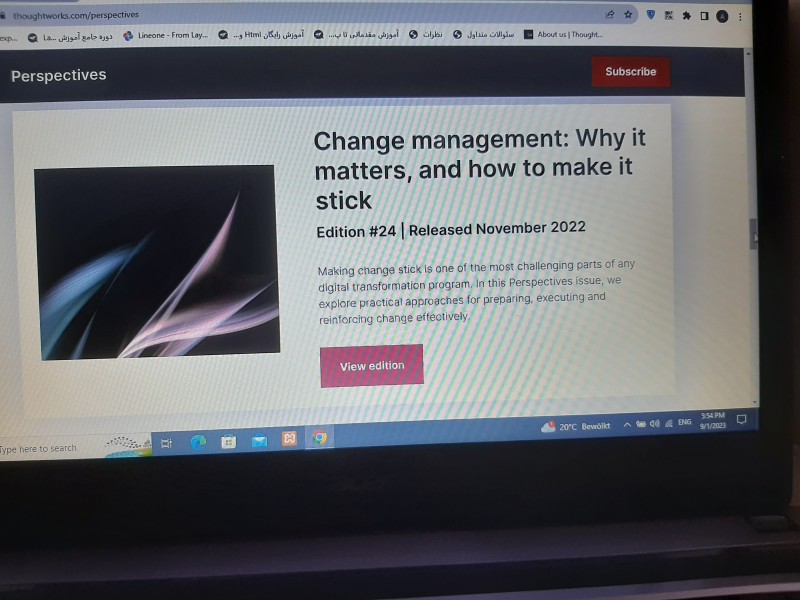 thoughtworks.com/perspectives
exp... دوره جامع آموزش La... Lineone - From Lay... آموزش رایگان Html و... آموزش مقدماتی تا پ... نظرات سئوالات متداول About us | Thought...
Perspectives
Subscribe
Change management: Why it
matters, and how to make it
stick
Edition #24 | Released November 2022
Making change stick is one of the most challenging parts of any
digital transformation program. In this Perspectives issue, we
explore practical approaches for preparing, executing and
reinforcing change effectively.
View edition
Type here to search
20°C Bewölkt
ENG
3:54 PM
9/1/2023